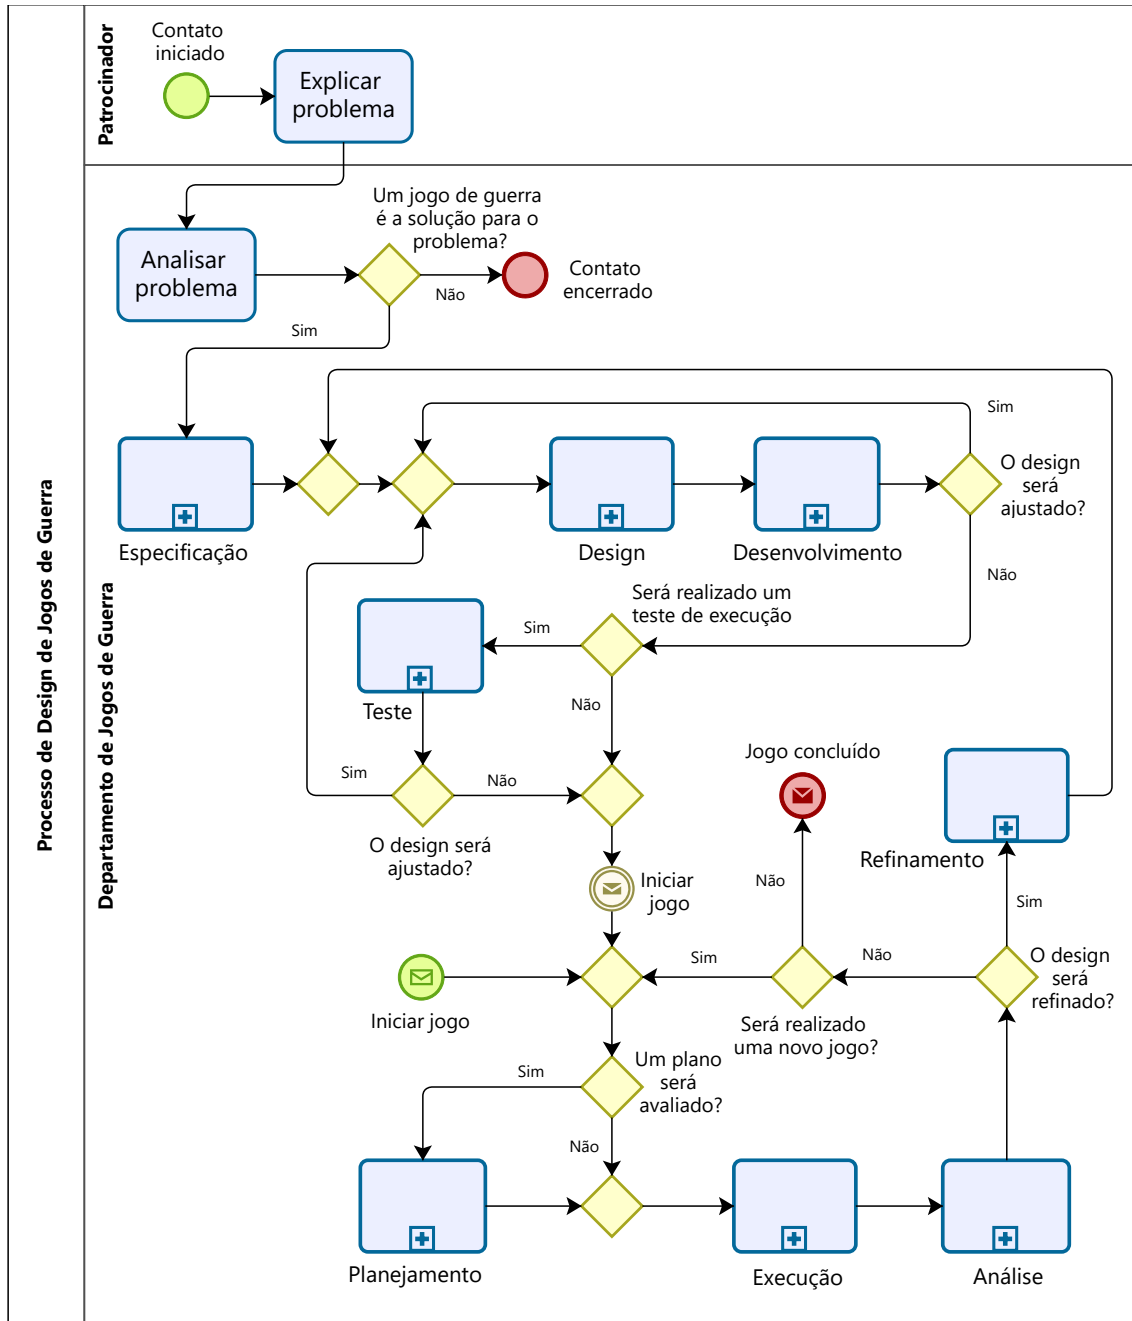 Processo de Design de Jogos de Guerra
Patrocinador
Contato
iniciado
Explicar
problema
Departamento de Jogos de Guerra
Analisar
problema
Um jogo de guerra
é a solução para o
problema?
Não
Contato
encerrado
Sim
Especificação
Design
Desenvolvimento
Sim
O design
será
ajustado?
Não
Será realizado um
teste de execução
Sim
Não
Teste
Sim
Não
O design será
ajustado?
Iniciar
jogo
Jogo concluído
Não
Refinamento
Sim
O design
será
refinado?
Não
Sim
Será realizado
uma novo jogo?
Iniciar jogo
Um plano
será
avaliado?
Sim
Não
Planejamento
Execução
Análise